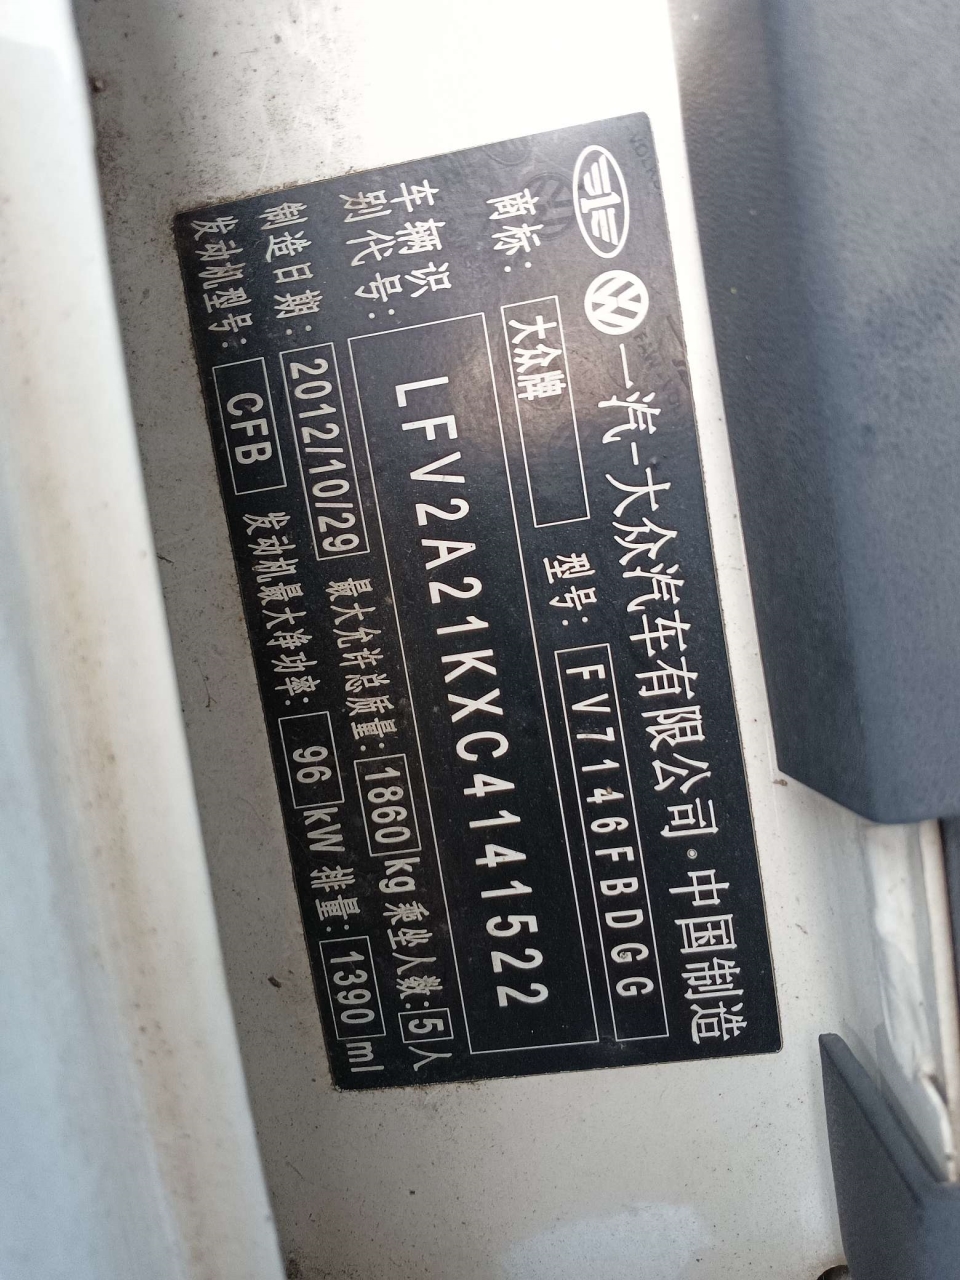 一汽-大众汽车有限公司·中国制造
商标: 大众牌 型号: FV7146FBDGG
车辆识别代号: LFV2A21KXC4141522
制造日期: 2012/10/29 最大允许总质量: 1860 kg 乘坐人数: 5 人
发动机型号: CFB 发动机最大净功率: 96 kW 排量: 1390 ml